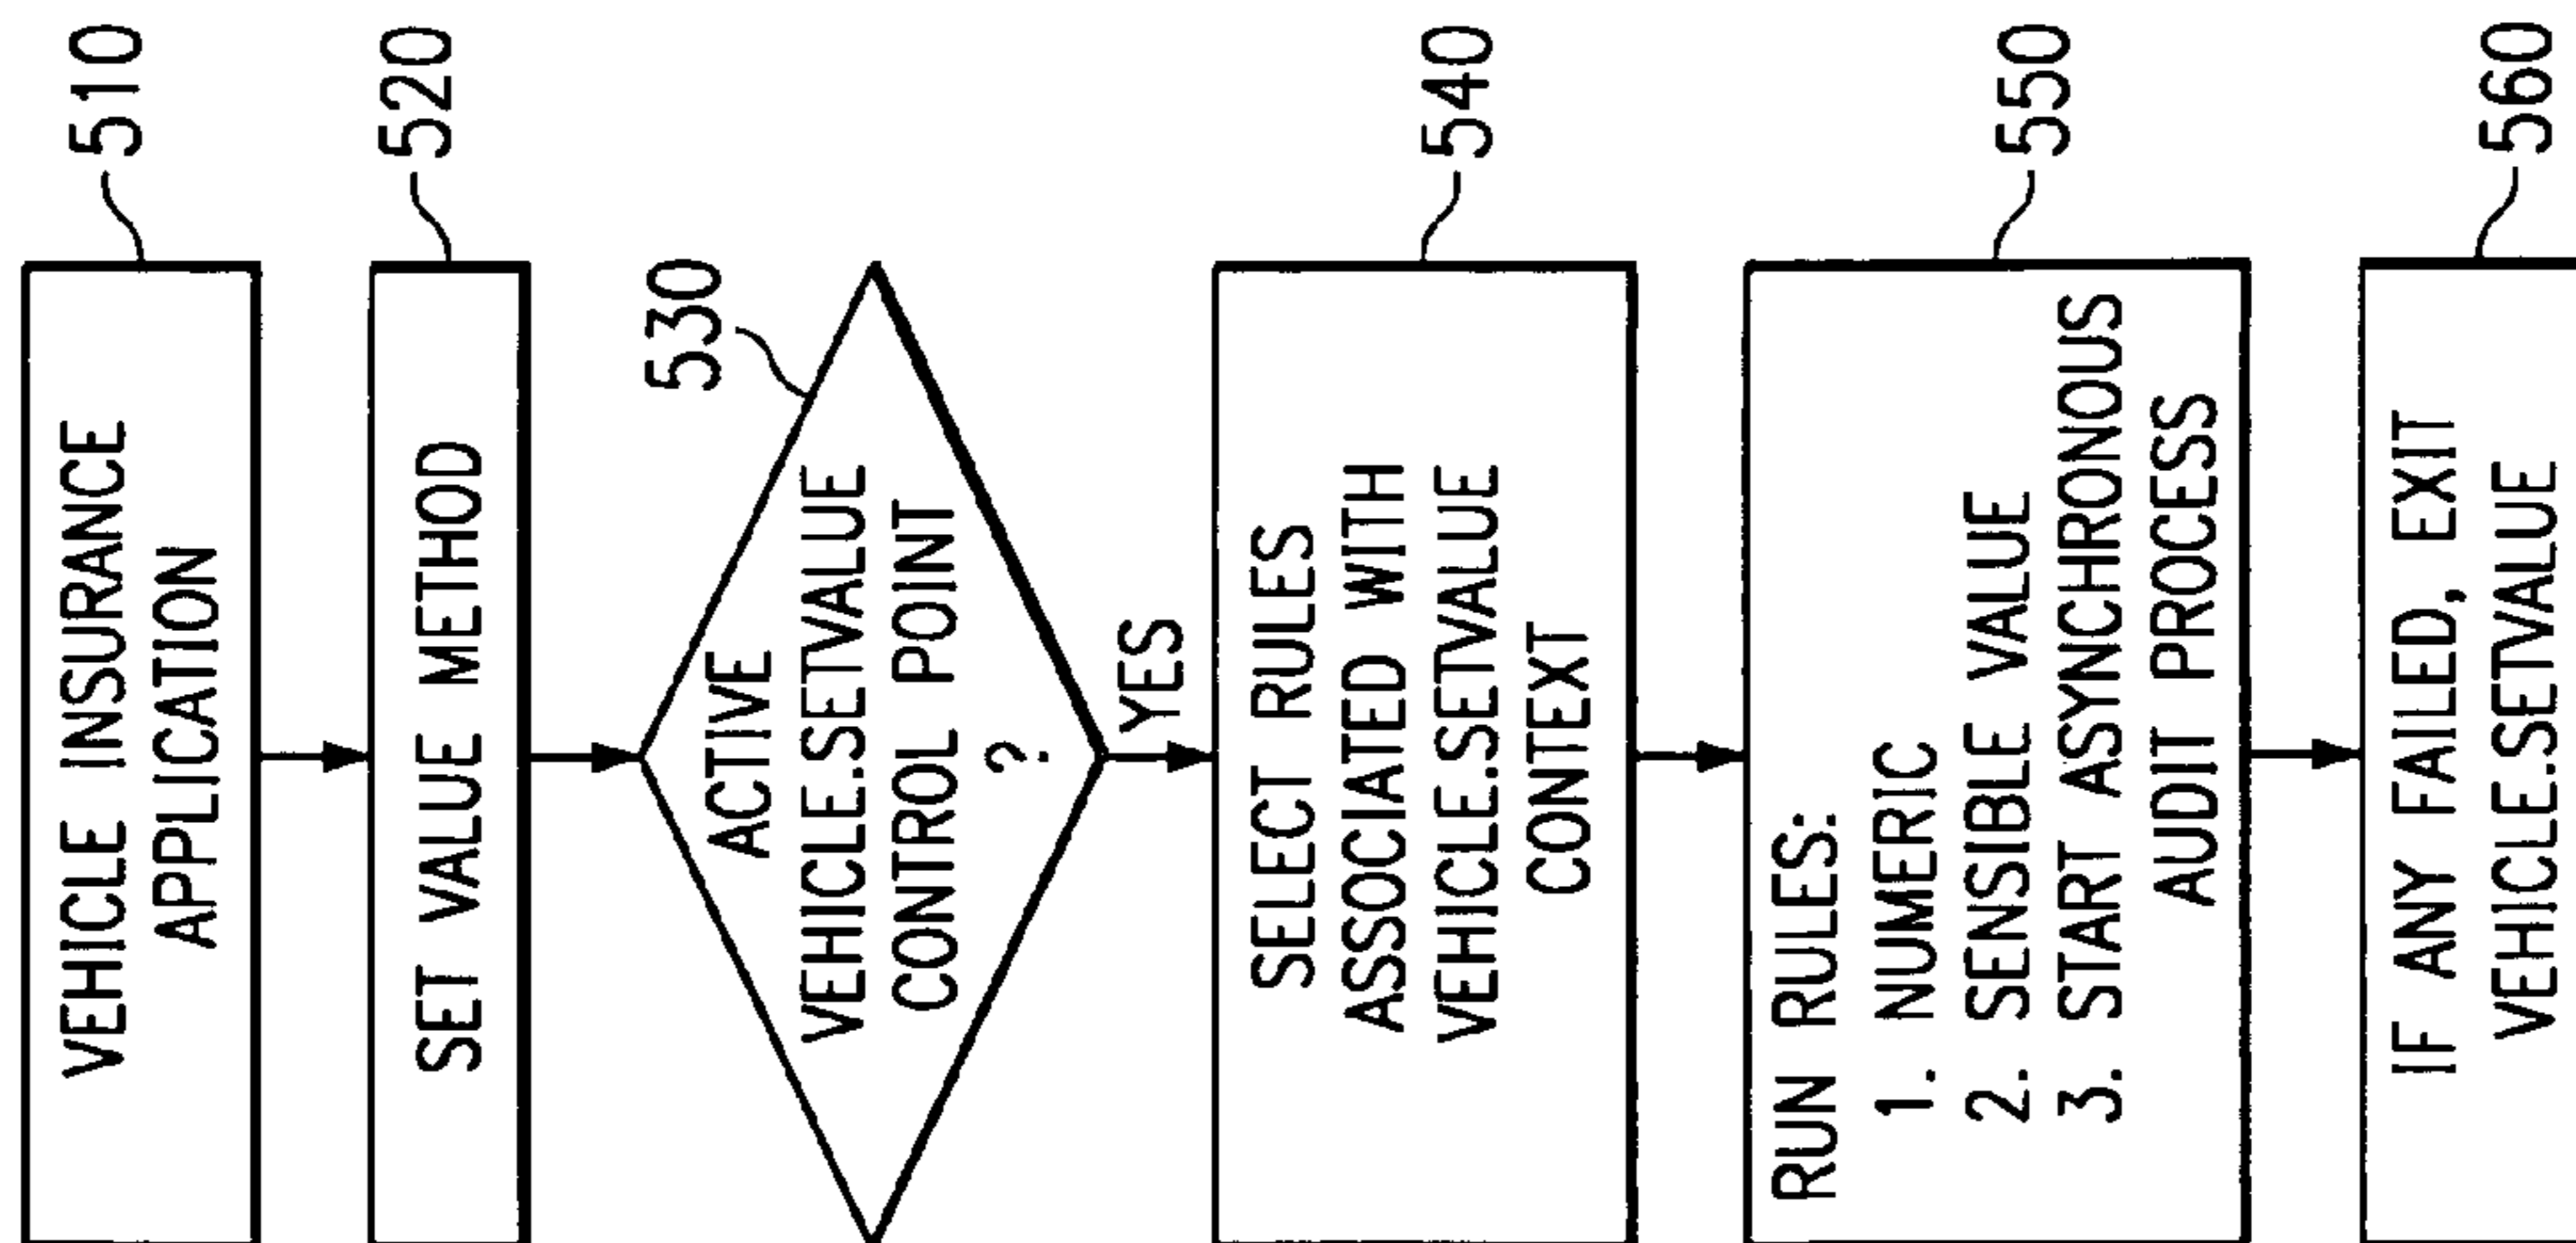 VEHICLE INSURANCE
APPLICATION
510
SET VALUE METHOD
520
530
ACTIVE
VEHICLE.SETVALUE
CONTROL POINT
?
YES
SELECT RULES
ASSOCIATED WITH
VEHICLE.SETVALUE
CONTEXT
540
RUN RULES:
1. NUMERIC
2. SENSIBLE VALUE
3. START ASYNCHRONOUS
AUDIT PROCESS
550
IF ANY FAILED, EXIT
VEHICLE.SETVALUE
560